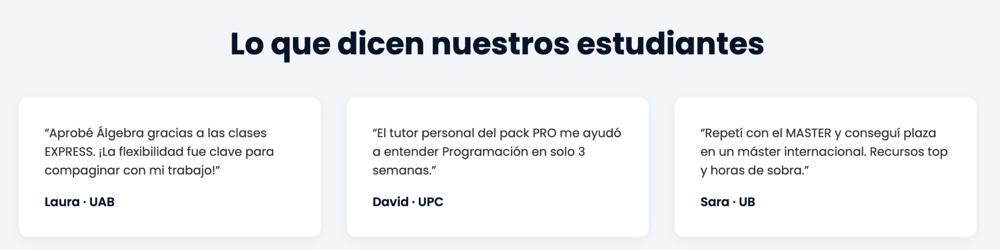 Lo que dicen nuestros estudiantes
“Aprobé Álgebra gracias a las clases
EXPRESS. ¡La flexibilidad fue clave para
compaginar con mi trabajo!”
Laura · UAB
“El tutor personal del pack PRO me ayudó
a entender Programación en solo 3
semanas.”
David · UPC
“Repetí con el MASTER y conseguí plaza
en un máster internacional. Recursos top
y horas de sobra.”
Sara · UB